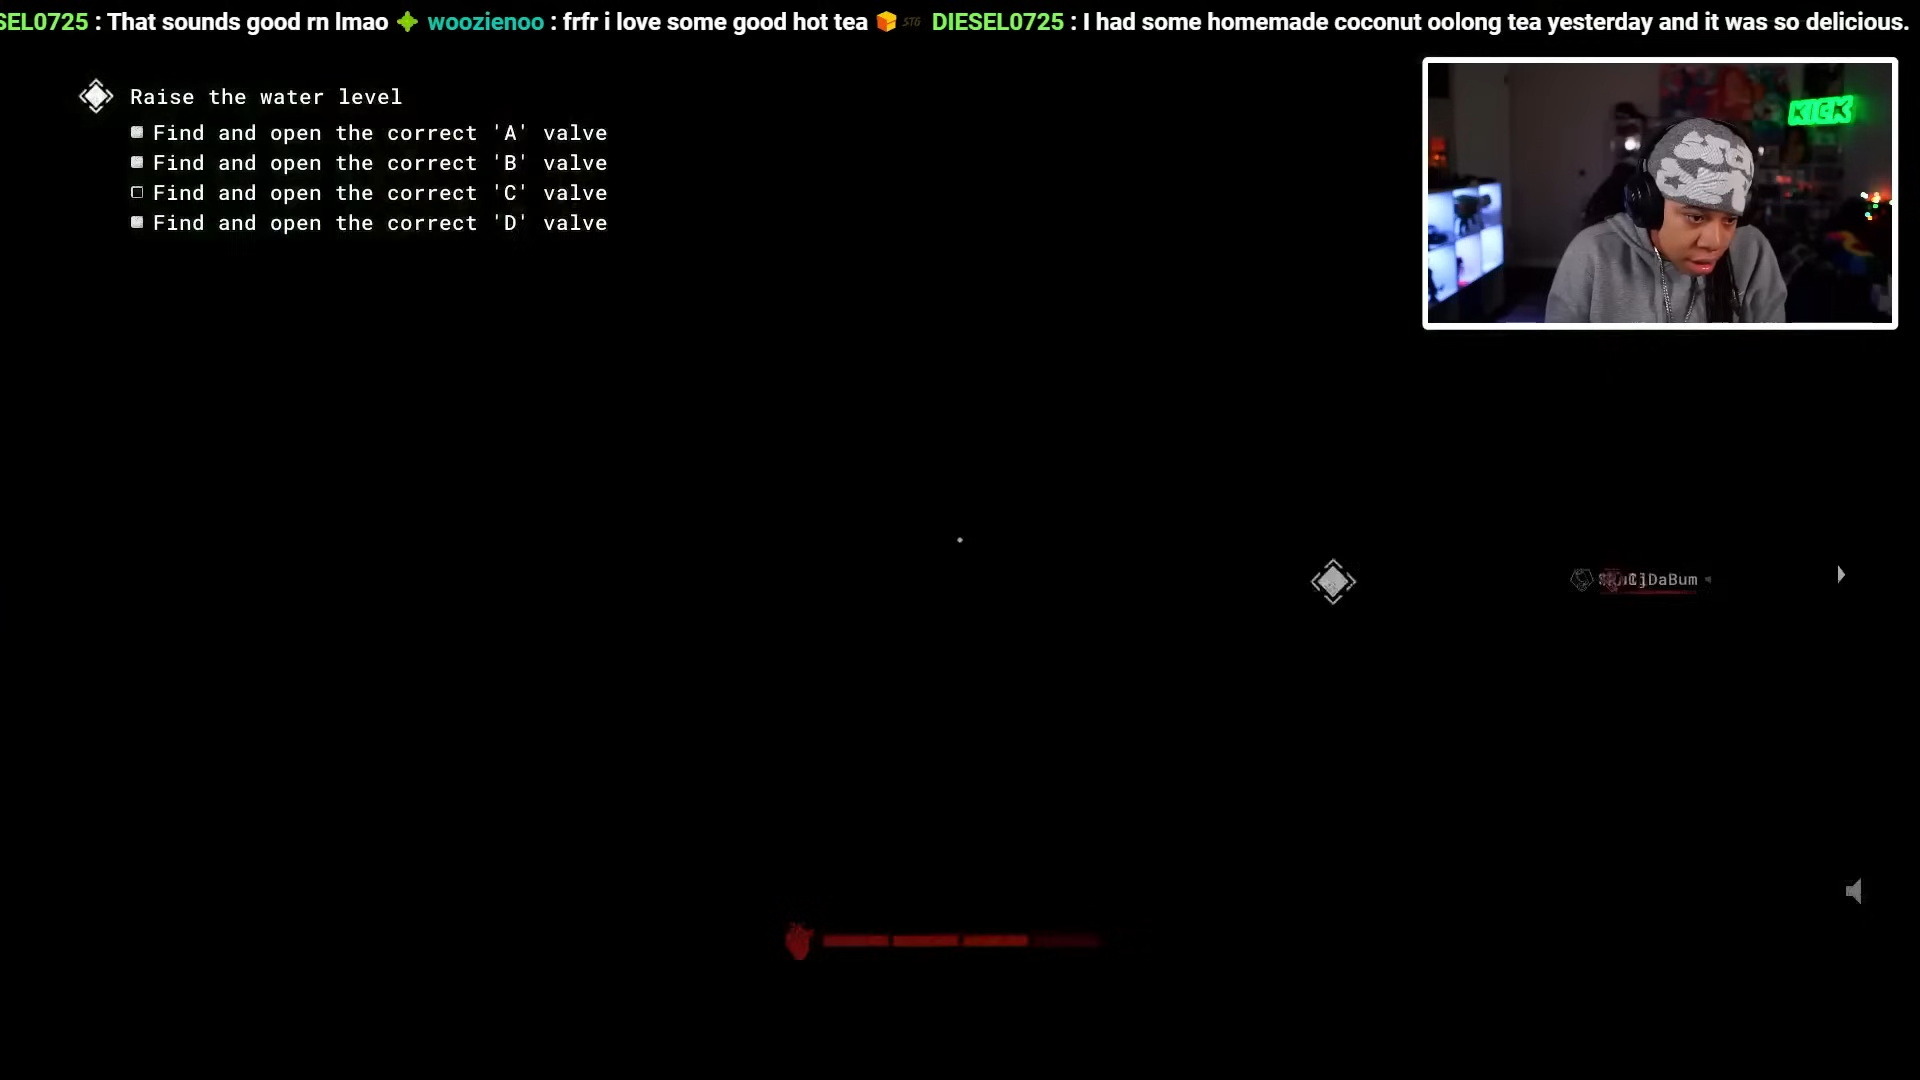 SEL0725 : That sounds good rn lmao woozienoo : frfr i love some good hot tea STG DIESEL0725 : I had some homemade coconut oolong tea yesterday and it was so delicious.
Raise the water level
Find and open the correct 'A' valve
Find and open the correct 'B' valve
Find and open the correct 'C' valve
Find and open the correct 'D' valve
KICK